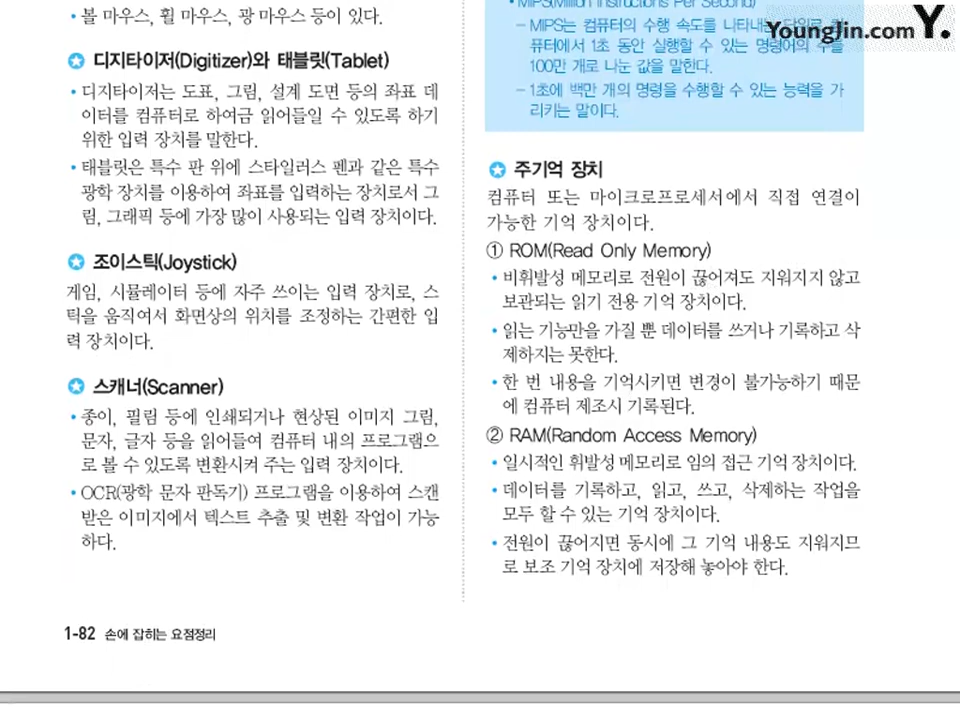 • 볼 마우스, 휠 마우스, 광 마우스 등이 있다.
디지타이저(Digitizer)와 태블릿(Tablet)
• 디지타이저는 도표, 그림, 설계 도면 등의 좌표 데
이터를 컴퓨터로 하여금 읽어들일 수 있도록 하기
위한 입력 장치를 말한다.
• 태블릿은 특수 판 위에 스타일러스 펜과 같은 특수
광학 장치를 이용하여 좌표를 입력하는 장치로서 그
림, 그래픽 등에 가장 많이 사용되는 입력 장치이다.
조이스틱(Joystick)
게임, 시뮬레이터 등에 자주 쓰이는 입력 장치로, 스
틱을 움직여서 화면상의 위치를 조정하는 간편한 입
력 장치이다.
스캐너(Scanner)
• 종이, 필림 등에 인쇄되거나 현상된 이미지 그림,
문자, 글자 등을 읽어들여 컴퓨터 내의 프로그램으
로 볼 수 있도록 변환시켜 주는 입력 장치이다.
• OCR(광학 문자 판독기) 프로그램을 이용하여 스캔
받은 이미지에서 텍스트 추출 및 변환 작업이 가능
하다.
• MIPS(Million Instructions Per Second)
– MIPS는 컴퓨터의 수행 속도를 나타내는 단위로 컴
퓨터에서 1초 동안 실행할 수 있는 명령어의 수를
100만 개로 나눈 값을 말한다.
– 1초에 백만 개의 명령을 수행할 수 있는 능력을 가
리키는 말이다.
주기억 장치
컴퓨터 또는 마이크로프로세서에서 직접 연결이
가능한 기억 장치이다.
① ROM(Read Only Memory)
• 비휘발성 메모리로 전원이 끊어져도 지워지지 않고
보관되는 읽기 전용 기억 장치이다.
• 읽는 기능만을 가질 뿐 데이터를 쓰거나 기록하고 삭
제하지는 못한다.
• 한 번 내용을 기억시키면 변경이 불가능하기 때문
에 컴퓨터 제조시 기록된다.
② RAM(Random Access Memory)
• 일시적인 휘발성 메모리로 임의 접근 기억 장치이다.
• 데이터를 기록하고, 읽고, 쓰고, 삭제하는 작업을
모두 할 수 있는 기억 장치이다.
• 전원이 끊어지면 동시에 그 기억 내용도 지워지므
로 보조 기억 장치에 저장해 놓아야 한다.
1-82 손에 잡히는 요점정리
YoungJin.com Y.